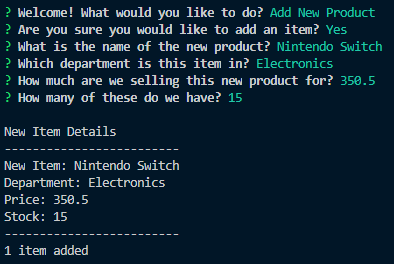 ? Welcome! What would you like to do? Add New Product
? Are you sure you would like to add an item? Yes
? What is the name of the new product? Nintendo Switch
? Which department is this item in? Electronics
? How much are we selling this new product for? 350.5
? How many of these do we have? 15

New Item Details
-------------------------
New Item: Nintendo Switch
Department: Electronics
Price: 350.5
Stock: 15
-------------------------
1 item added